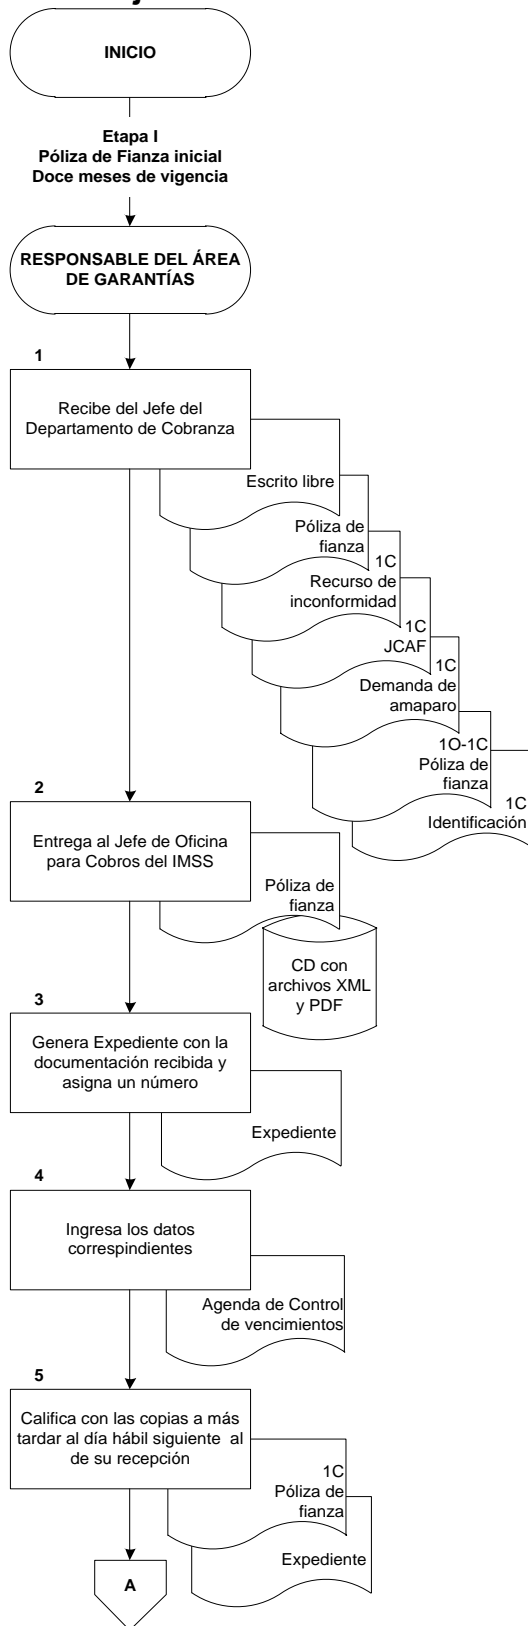 INICIO
Etapa I
Póliza de Fianza inicial
Doce meses de vigencia
RESPONSABLE DEL ÁREA
DE GARANTÍAS
1
Recibe del Jefe del
Departamento de Cobranza
Escrito libre
Póliza de
fianza
1C
Recurso de
inconformidad
1C
JCAF
1C
Demanda de
amaparo
1O-1C
Póliza de
fianza
1C
Identificación
2
Entrega al Jefe de Oficina
para Cobros del IMSS
Póliza de
fianza
CD con
archivos XML
y PDF
3
Genera Expediente con la
documentación recibida y
asigna un número
Expediente
4
Ingresa los datos
correspindientes
Agenda de Control
de vencimientos
5
Califica con las copias a más
tardar al día hábil siguiente al
de su recepción
1C
Póliza de
fianza
Expediente
A